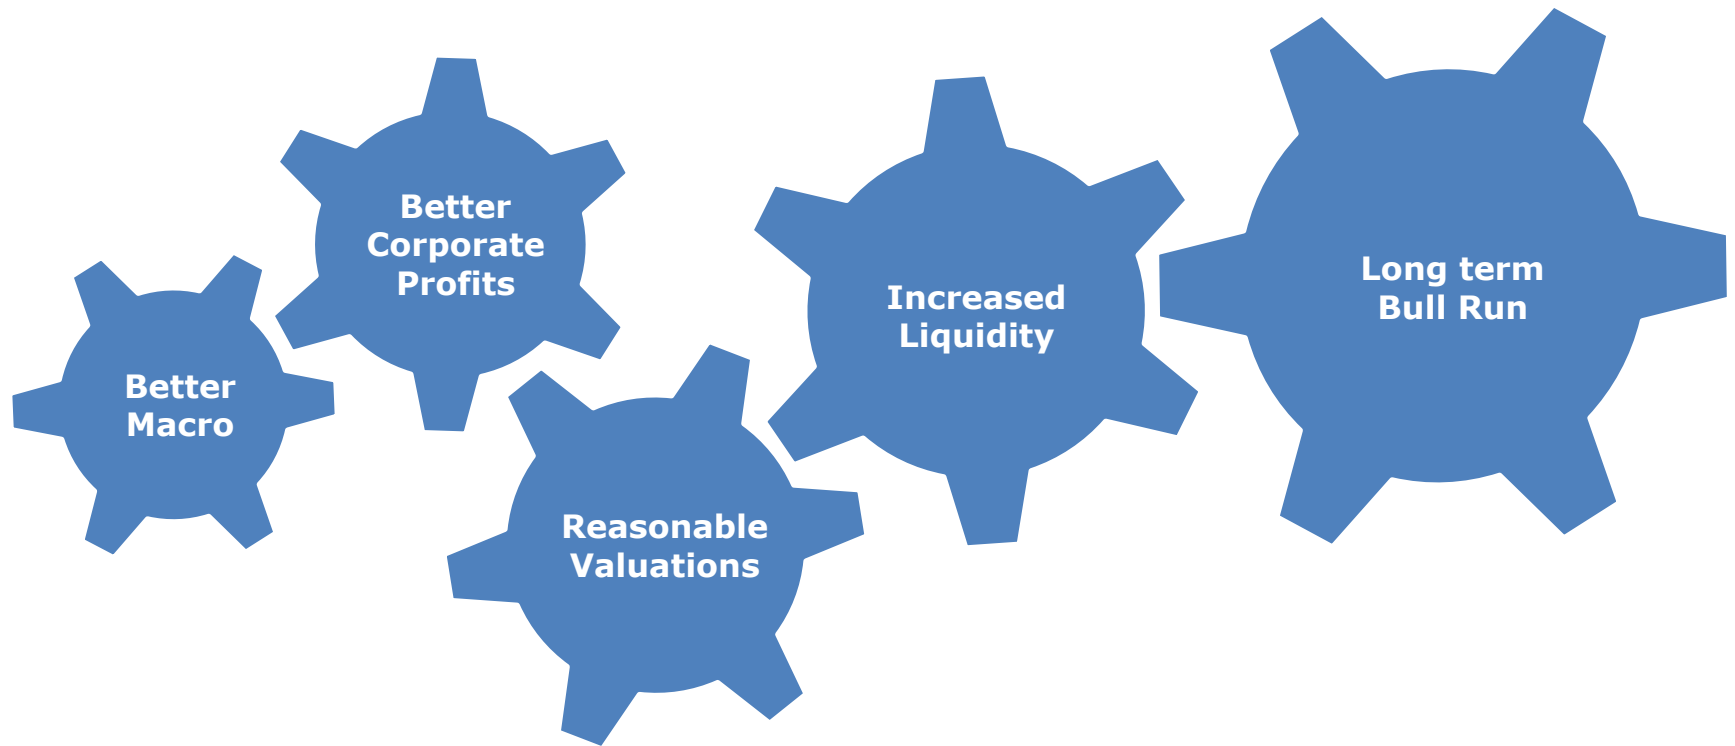 Better
Macro
Better
Corporate
Profits
Reasonable
Valuations
Increased
Liquidity
Long term
Bull Run